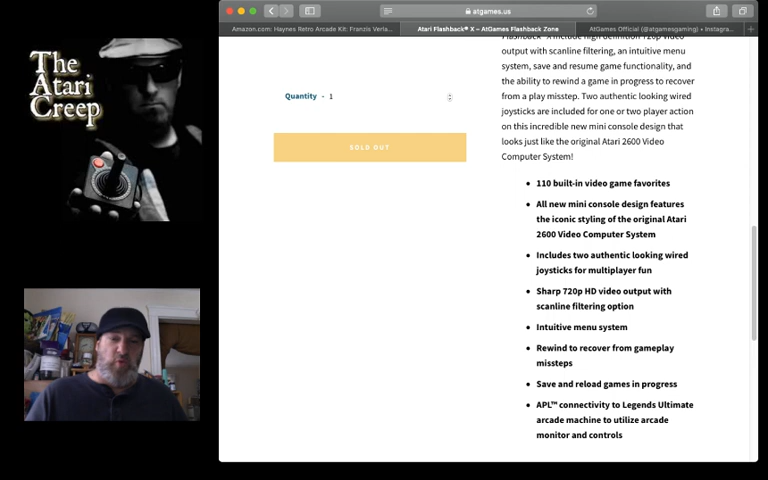 atgames.us
Amazon.com: Haynes Retro Arcade Kit: Franzis Verla...
Atari Flashback® X – AtGames Flashback Zone
AtGames Official (@atgamesgaming) • Instagra...
The
Atari
Creep
Quantity - 1
SOLD OUT
Flashback® X include high definition 720p video
output with scanline filtering, an intuitive menu
system, save and resume game functionality, and
the ability to rewind a game in progress to recover
from a play misstep. Two authentic looking wired
joysticks are included for one or two player action
on this incredible new mini console design that
looks just like the original Atari 2600 Video
Computer System!
110 built-in video game favorites
All new mini console design features
the iconic styling of the original Atari
2600 Video Computer System
Includes two authentic looking wired
joysticks for multiplayer fun
Sharp 720p HD video output with
scanline filtering option
Intuitive menu system
Rewind to recover from gameplay
missteps
Save and reload games in progress
APL™ connectivity to Legends Ultimate
arcade machine to utilize arcade
monitor and controls